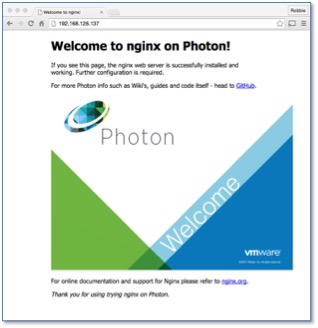 Welcome to nginx!
Robbie
192.168.126.137
Welcome to nginx on Photon!
If you see this page, the nginx web server is successfully installed and
working. Further configuration is required.
For more Photon info such as Wiki's, guides and code itself - head to GitHub.
Photon
Welcome
vmware
For online documentation and support for Nginx please refer to nginx.org.
Thank you for using trying nginx on Photon.